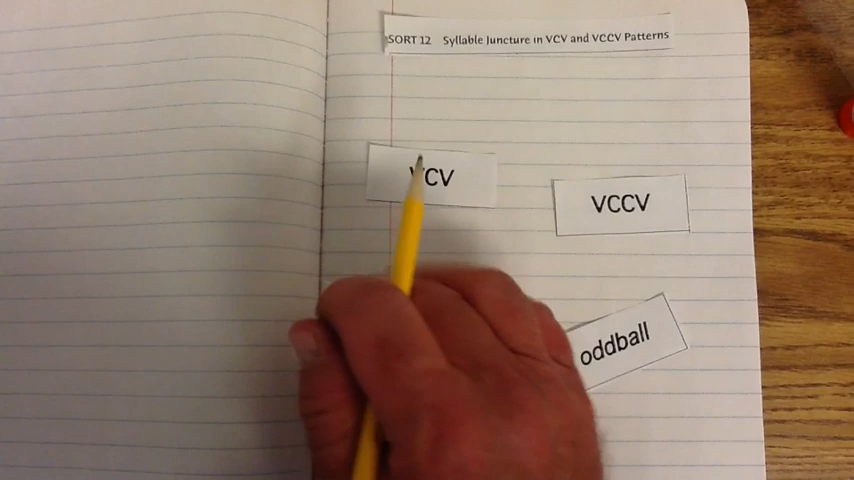 SORT 12 Syllable Juncture in VCV and VCCV Patterns
VCV
VCCV
oddball